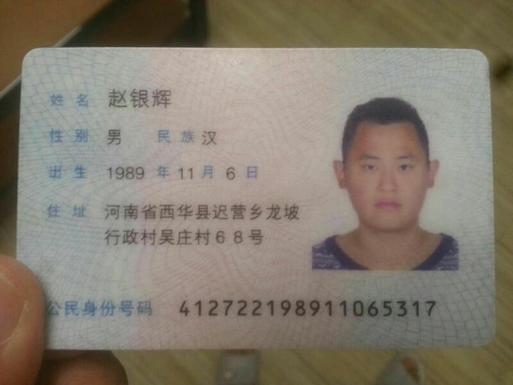 姓名 赵银辉
性别 男 民族 汉
出生 1989 年 11 月 6 日
住址 河南省西华县迟营乡龙坡
行政村吴庄村68号
公民身份号码 412722198911065317